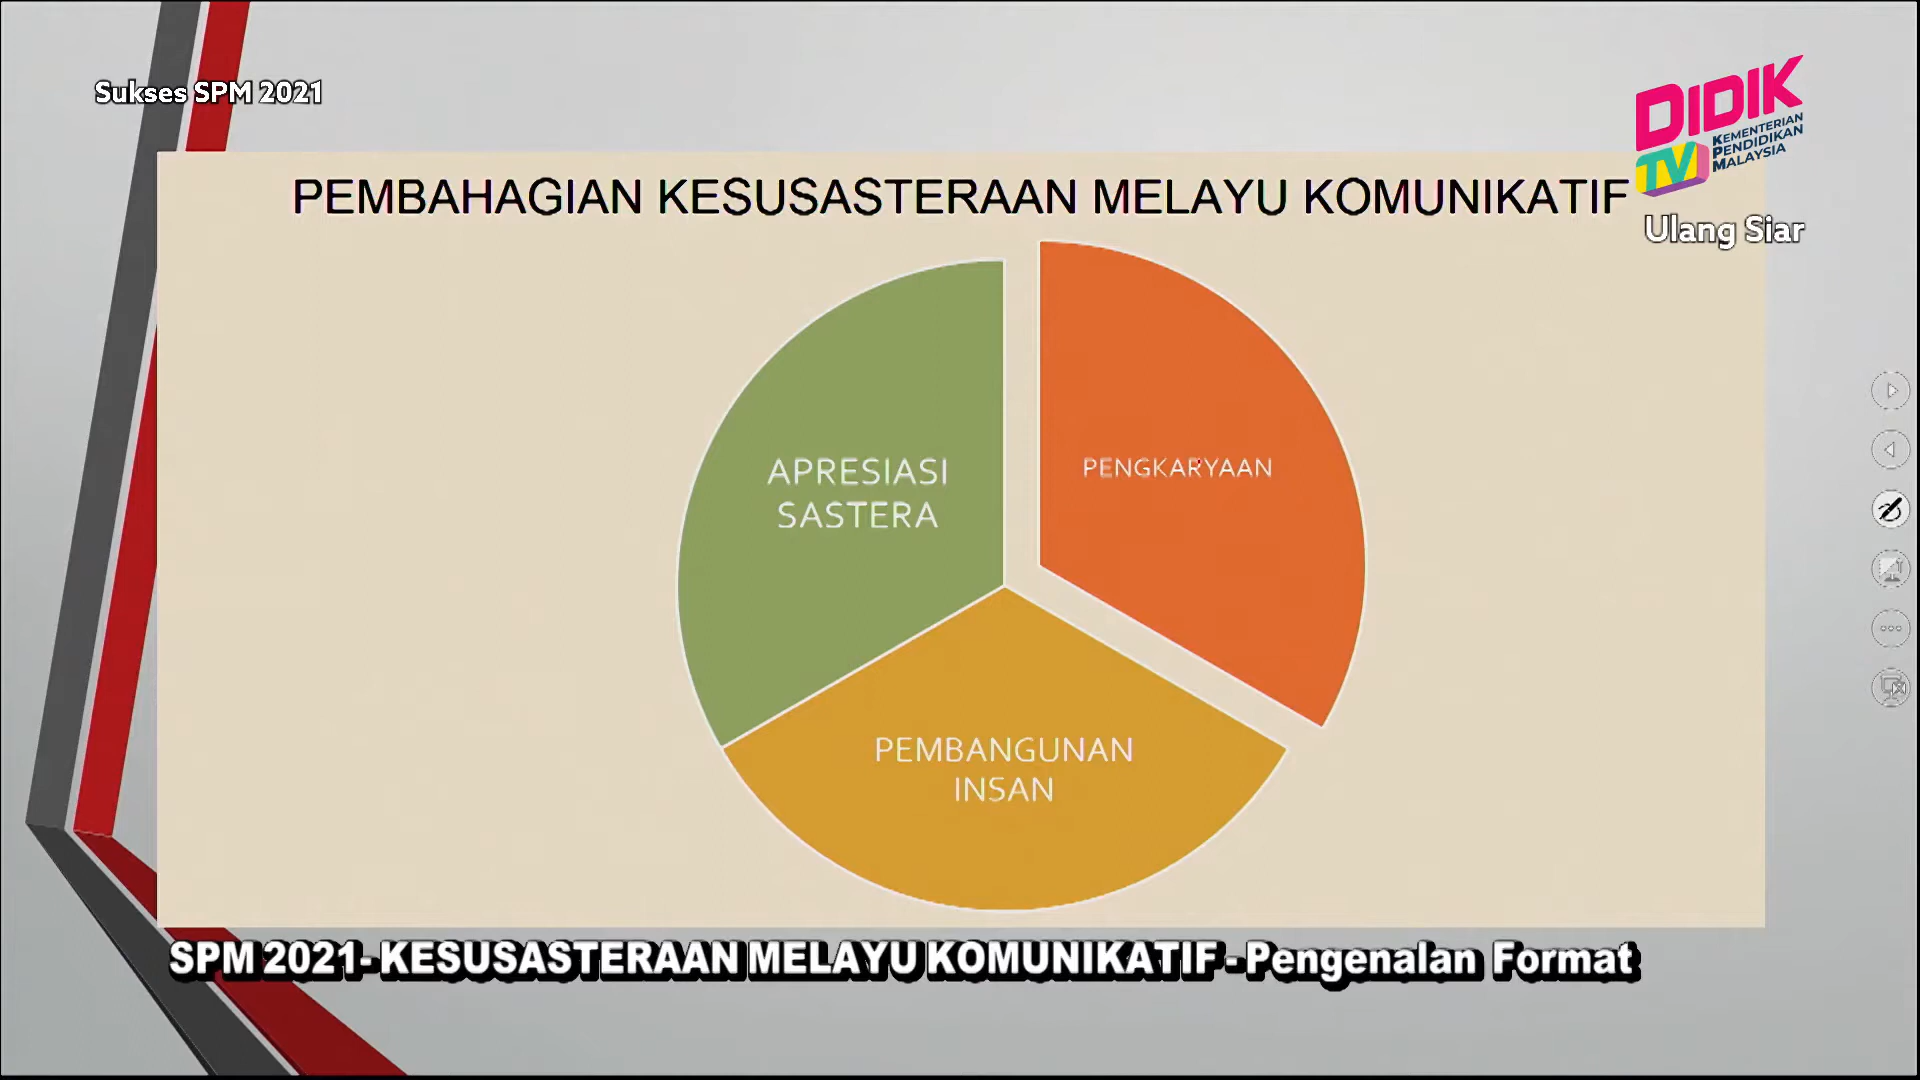 Sukses SPM 2021
DIDIK
TV
KEMENTERIAN
PENDIDIKAN
MALAYSIA
Ulang Siar
PEMBAHAGIAN KESUSASTERAAN MELAYU KOMUNIKATIF
APRESIASI
SASTERA
PENGKARYAAN
PEMBANGUNAN
INSAN
SPM 2021- KESUSASTERAAN MELAYU KOMUNIKATIF - Pengenalan Format